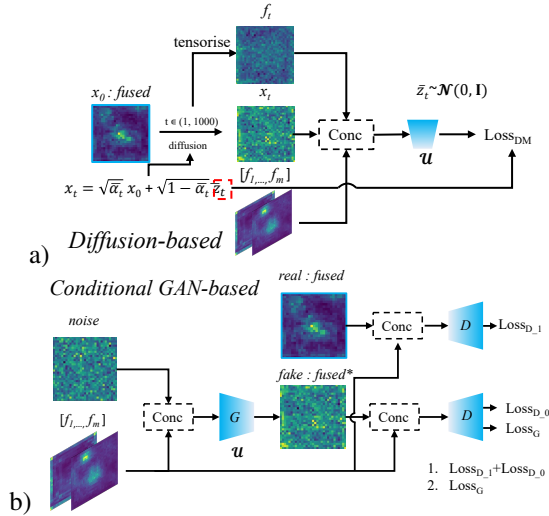 f_t
tensorise
x_0 : fused
x_t
z̄_t~𝓝(0, I)
t ∈ (1, 1000)
diffusion
Conc
𝓤
Loss_DM
[f_1,...,f_m]
x_t = √ᾱ_t x_0 + √1 − ᾱ_t z̄_t
Diffusion-based
a)
Conditional GAN-based
real : fused
noise
Conc
D
Loss_D_1
fake : fused*
[f_1,...,f_m]
Conc
G
𝓤
Conc
D
Loss_D_0
Loss_G
1. Loss_D_1+Loss_D_0
2. Loss_G
b)